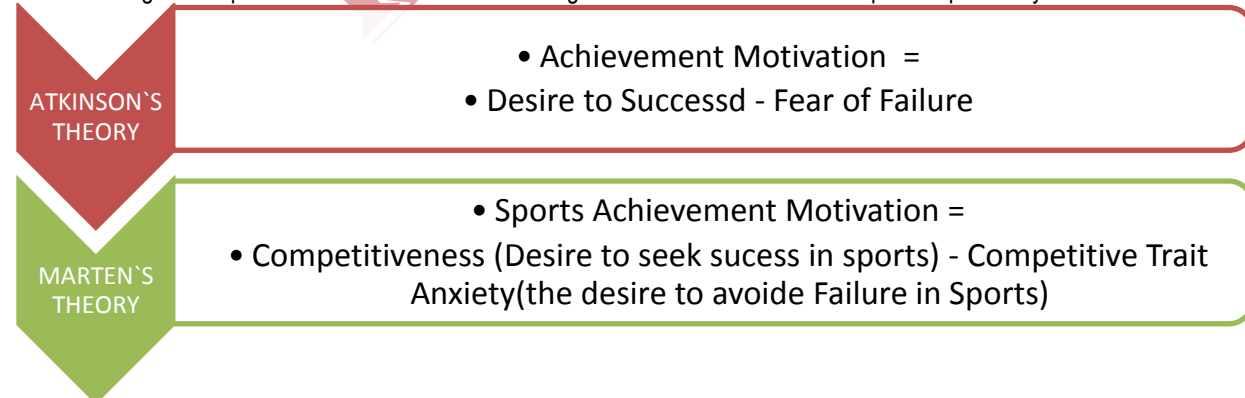 ATKINSON`S
THEORY
• Achievement Motivation =
• Desire to Successd - Fear of Failure
MARTEN`S
THEORY
• Sports Achievement Motivation =
• Competitiveness (Desire to seek sucess in sports) - Competitive Trait
Anxiety(the desire to avoide Failure in Sports)